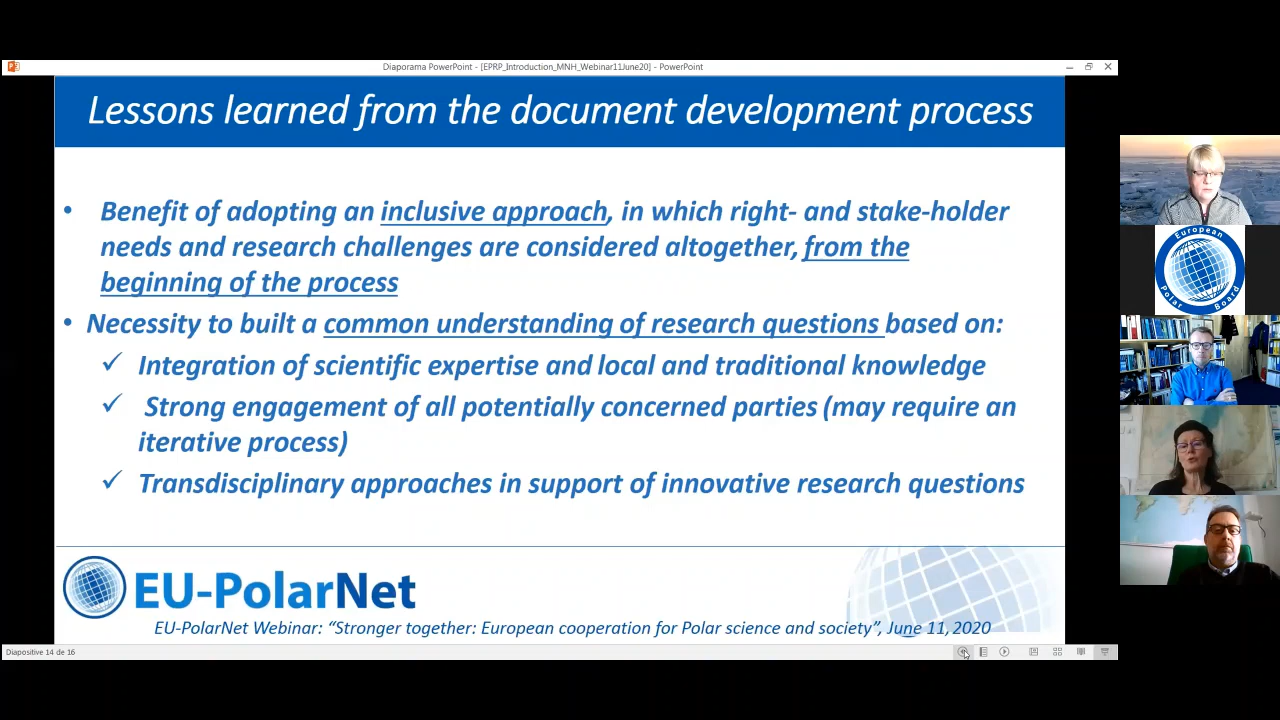 Diaporama PowerPoint - [EPRP_Introduction_MNH_Webinar11June20] - PowerPoint
Lessons learned from the document development process
• Benefit of adopting an inclusive approach, in which right- and stake-holder
needs and research challenges are considered altogether, from the
beginning of the process
• Necessity to built a common understanding of research questions based on:
✓ Integration of scientific expertise and local and traditional knowledge
✓ Strong engagement of all potentially concerned parties (may require an
iterative process)
✓ Transdisciplinary approaches in support of innovative research questions
EU-PolarNet
EU-PolarNet Webinar: “Stronger together: European cooperation for Polar science and society”, June 11, 2020
Diapositive 14 de 16
European
Polar Board